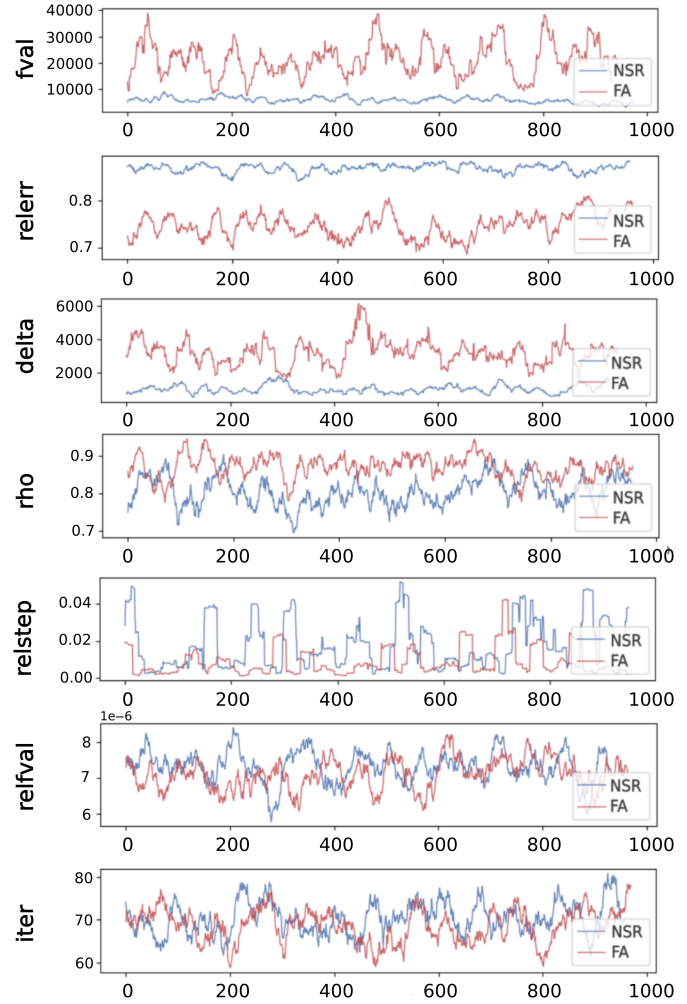 fval
40000
30000
20000
10000
NSR
FA
0 200 400 600 800 1000
relerr
0.8
0.7
NSR
FA
0 200 400 600 800 1000
delta
6000
4000
2000
NSR
FA
0 200 400 600 800 1000
rho
0.9
0.8
0.7
NSR
FA
0 200 400 600 800 1000
relstep
0.04
0.02
0.00
NSR
FA
0 200 400 600 800 1000
1e−6
relfval
8
7
6
NSR
FA
0 200 400 600 800 1000
iter
80
70
60
NSR
FA
0 200 400 600 800 1000